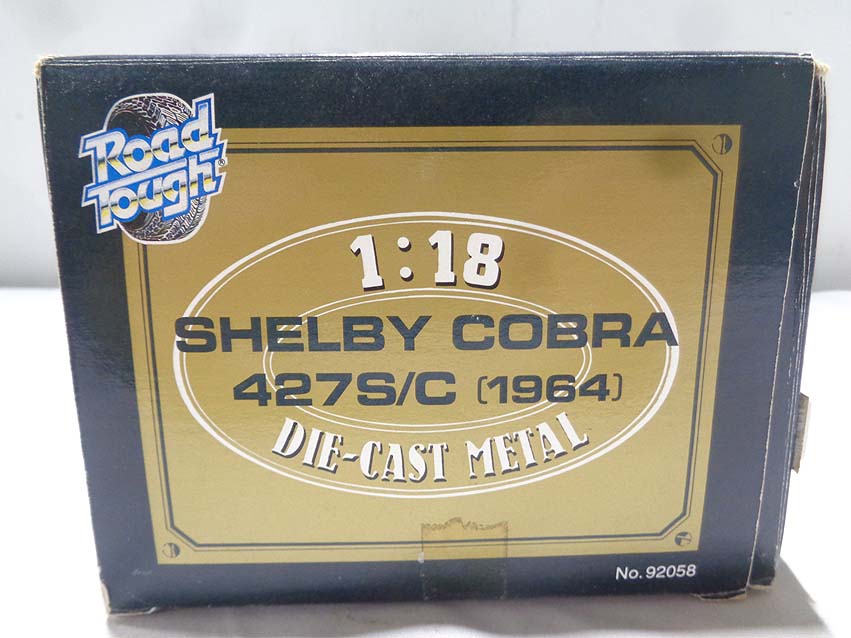 Road
Tough®
1:18
SHELBY COBRA
427S/C (1964)
DIE-CAST METAL
No. 92058